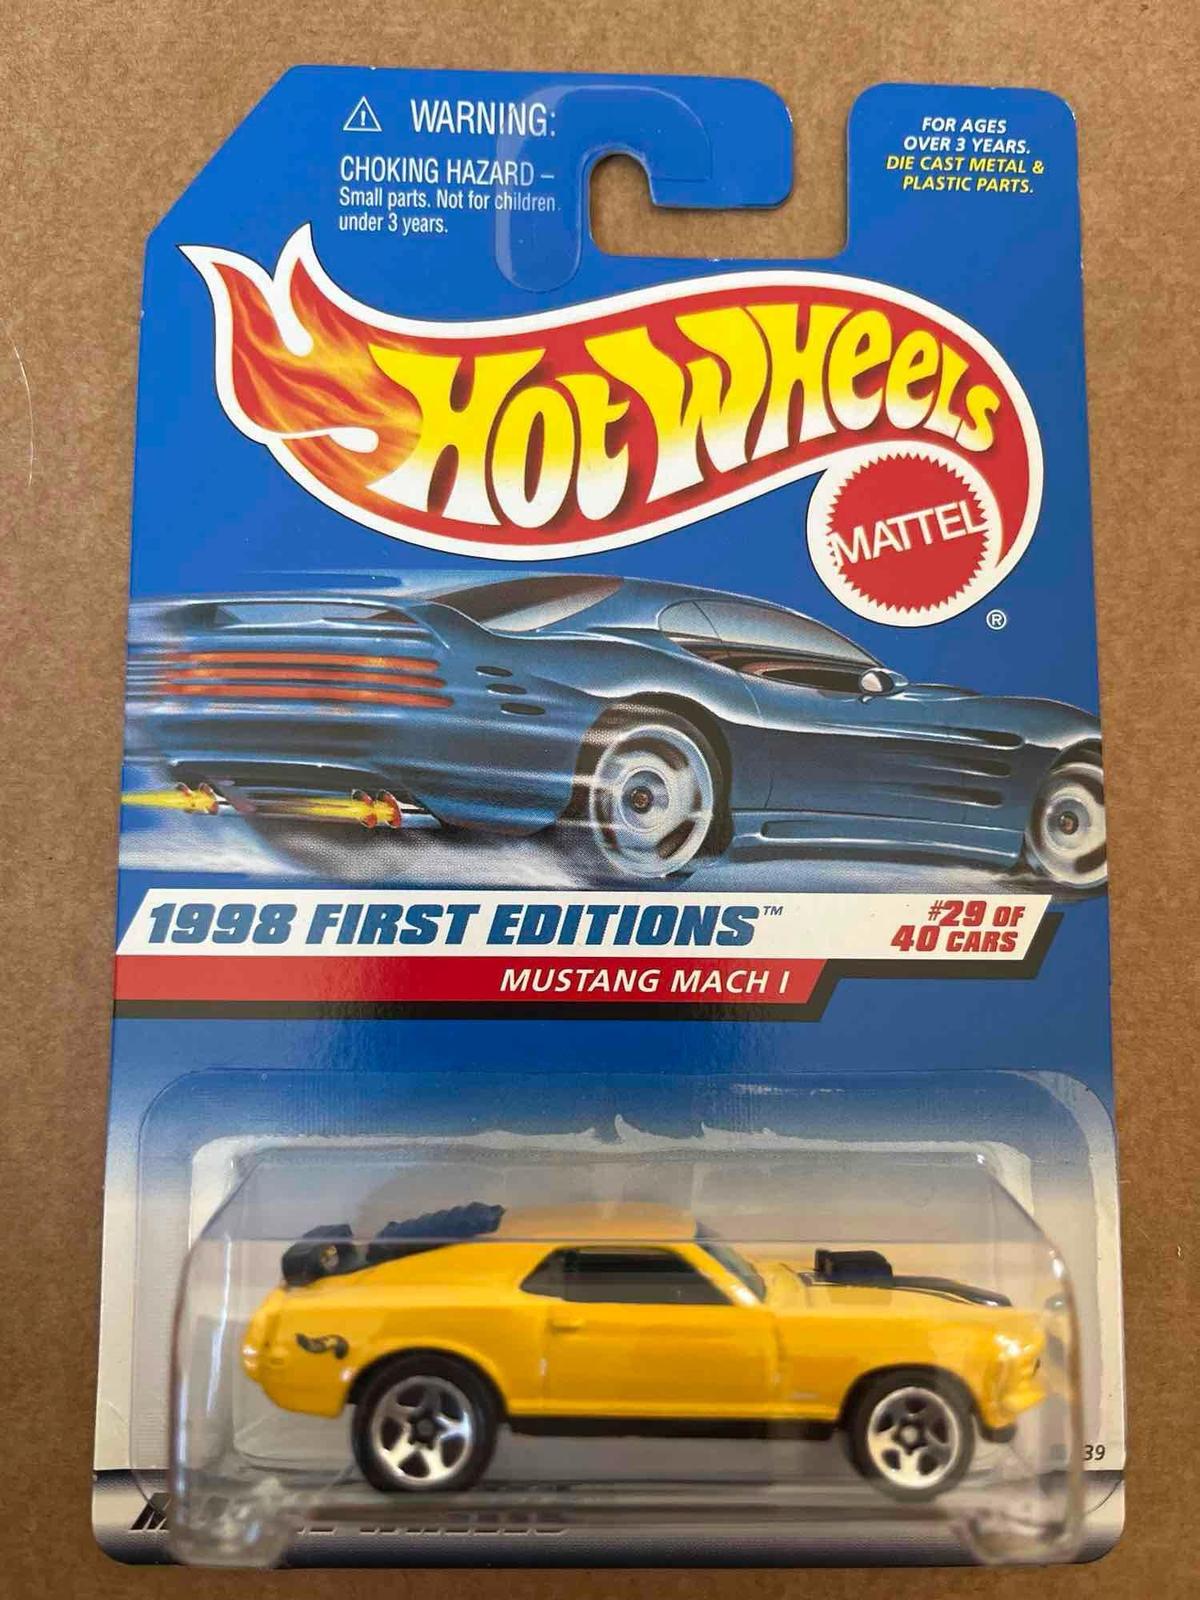 WARNING:
CHOKING HAZARD –
Small parts. Not for children
under 3 years.
FOR AGES
OVER 3 YEARS.
DIE CAST METAL &
PLASTIC PARTS.
HOT WHEELS
MATTEL
®
1998 FIRST EDITIONS™
#29 OF
40 CARS
MUSTANG MACH I
39